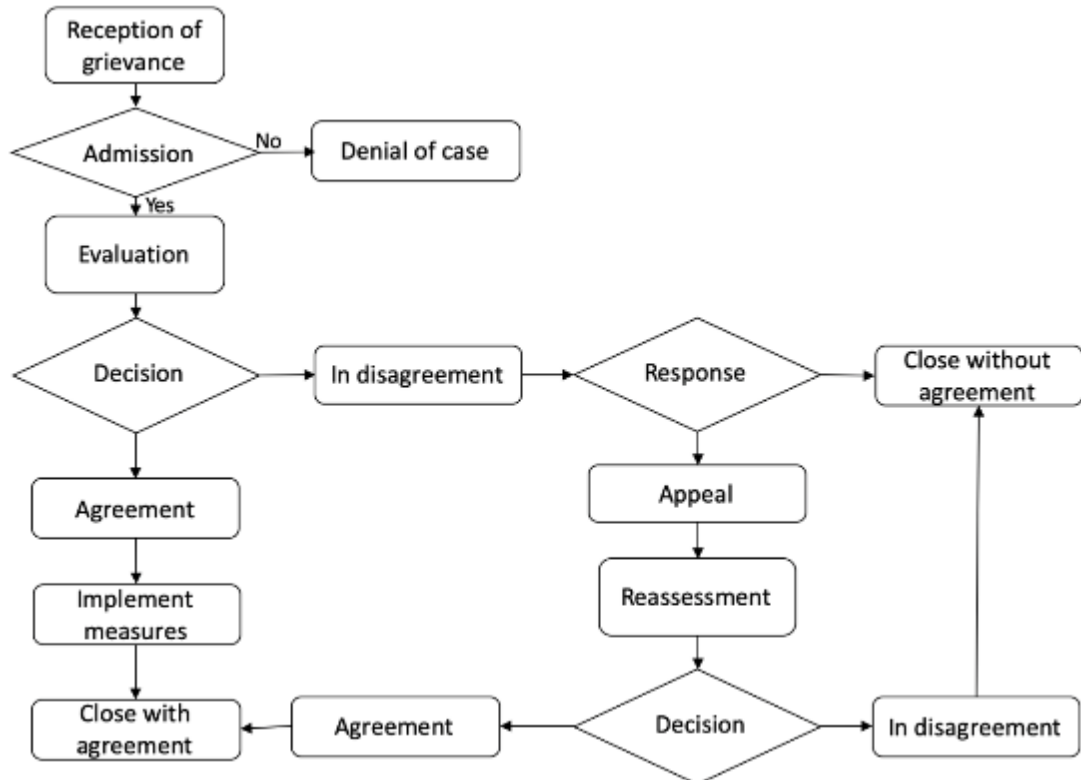 Reception of
grievance
Admission
No
Denial of case
Yes
Evaluation
Decision
In disagreement
Response
Close without
agreement
Agreement
Appeal
Implement
measures
Reassessment
Close with
agreement
Agreement
Decision
In disagreement